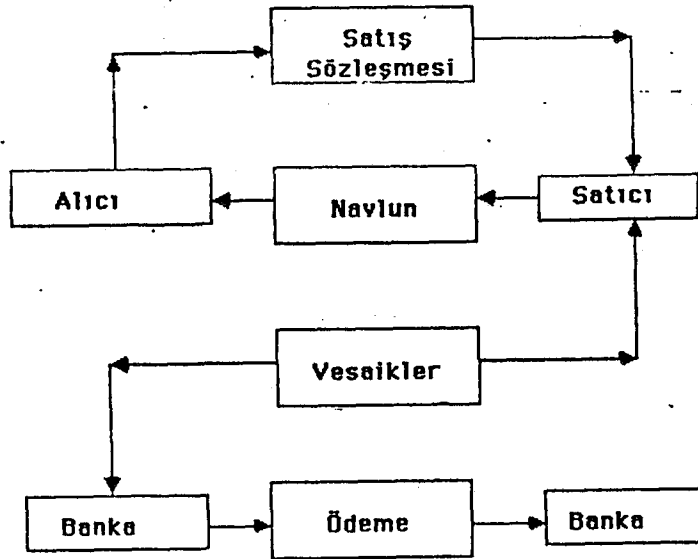 Satış
Sözleşmesi
Alıcı
Navlun
Satıcı
Vesaikler
Banka
Ödeme
Banka